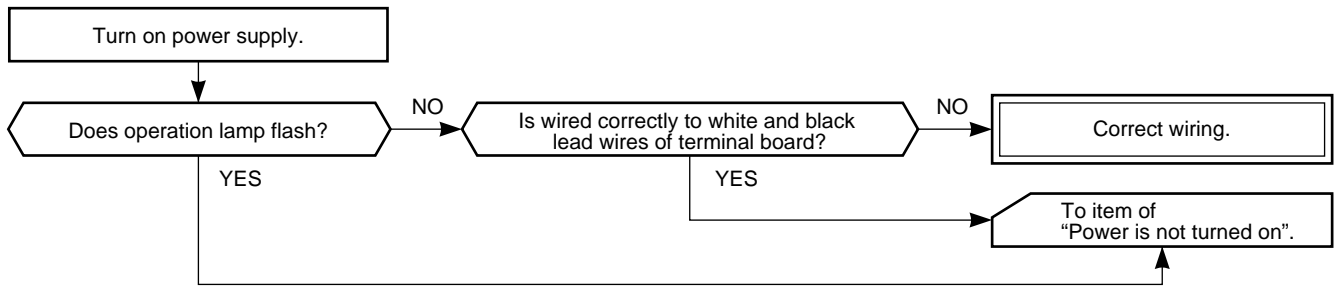 Turn on power supply.
Does operation lamp flash?
NO
Is wired correctly to white and black
lead wires of terminal board?
NO
Correct wiring.
YES
YES
To item of
“Power is not turned on”.